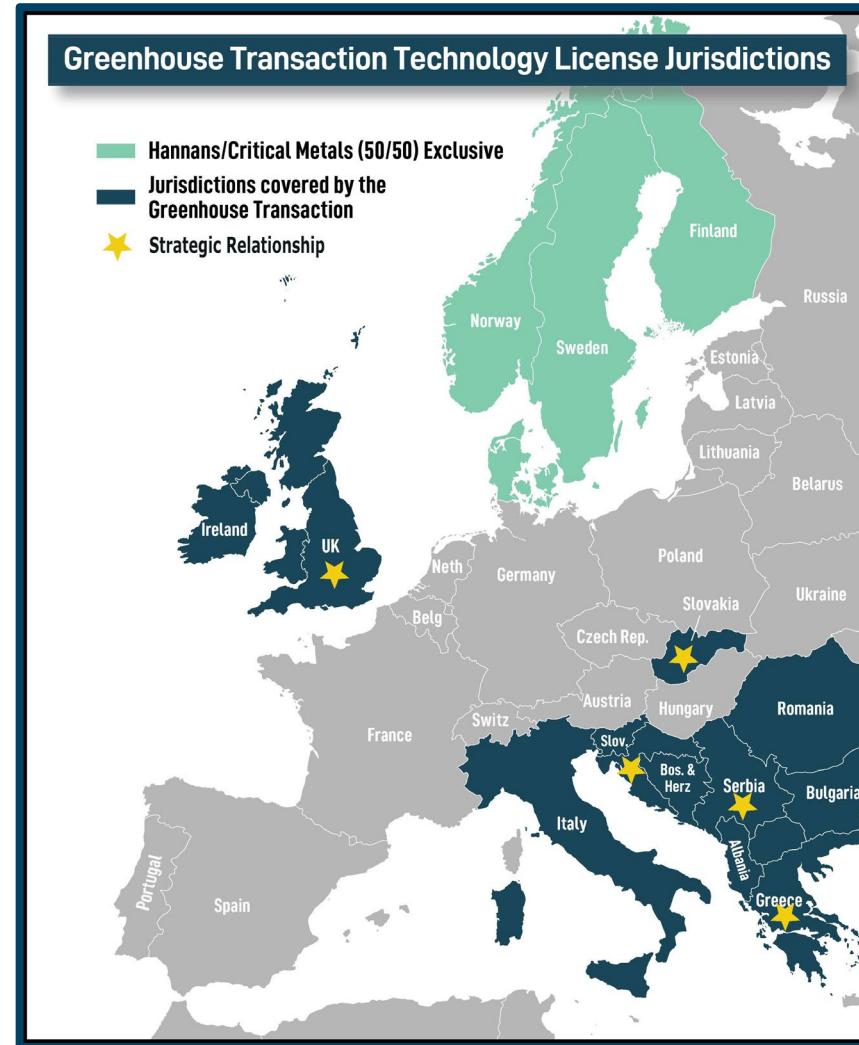 Greenhouse Transaction Technology License Jurisdictions
Hannans/Critical Metals (50/50) Exclusive
Jurisdictions covered by the
Greenhouse Transaction
Strategic Relationship
Finland
Russia
Norway
Sweden
Estonia
Latvia
Lithuania
Belarus
Ireland
UK
Neth
Germany
Poland
Belg
Slovakia
Ukraine
Czech Rep.
Austria
Hungary
Romania
Switz
France
Slov.
Bos. &
Herz
Serbia
Bulgaria
Italy
Albania
Portugal
Spain
Greece